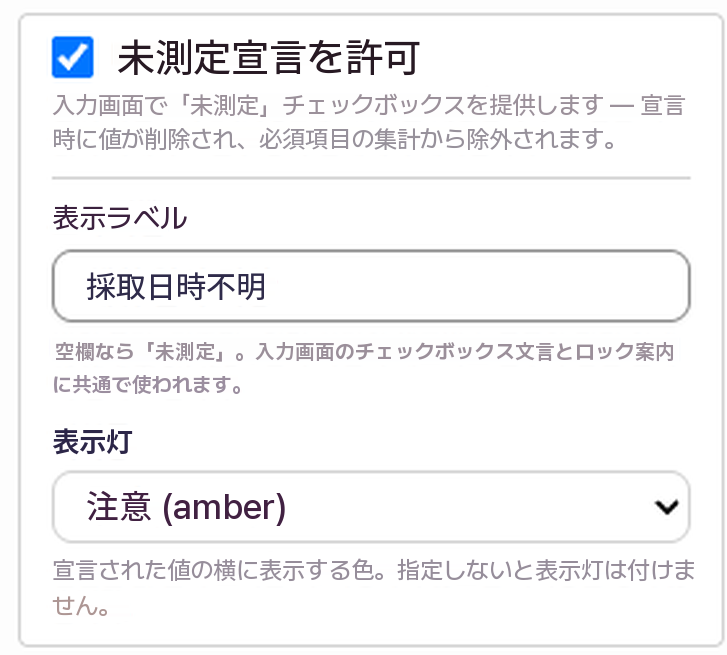 未測定宣言を許可
入力画面で「未測定」チェックボックスを提供します — 宣言
時に値が削除され、必須項目の集計から除外されます。
表示ラベル
採取日時不明
空欄なら「未測定」。入力画面のチェックボックス文言とロック案内
に共通で使われます。
表示灯
注意 (amber)
宣言された値の横に表示する色。指定しないと表示灯は付けま
せん。